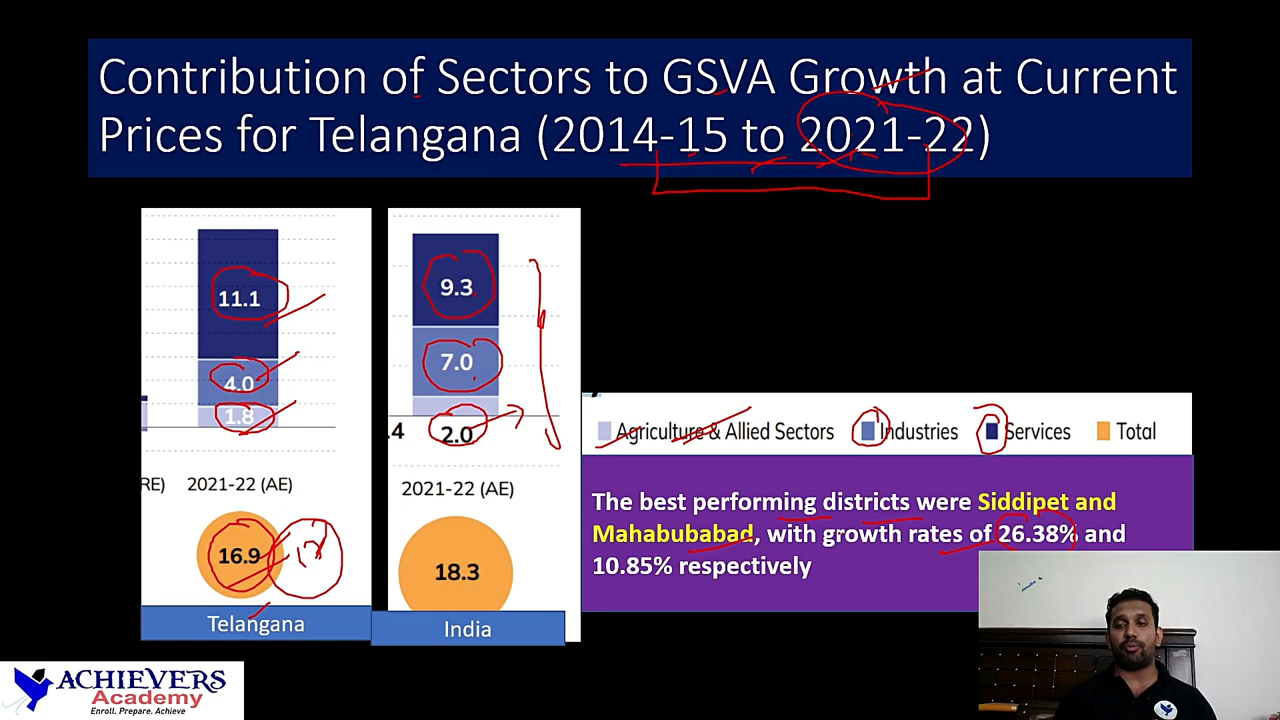 Contribution of Sectors to GSVA Growth at Current
Prices for Telangana (2014-15 to 2021-22)
11.1
4.0
1.8
RE)
2021-22 (AE)
16.9
17
Telangana
9.3
7.0
.4
2.0
2021-22 (AE)
18.3
India
Agriculture & Allied Sectors Industries Services Total
The best performing districts were Siddipet and
Mahabubabad, with growth rates of 26.38% and
10.85% respectively
ACHIEVERS
Academy
Enroll. Prepare. Achieve